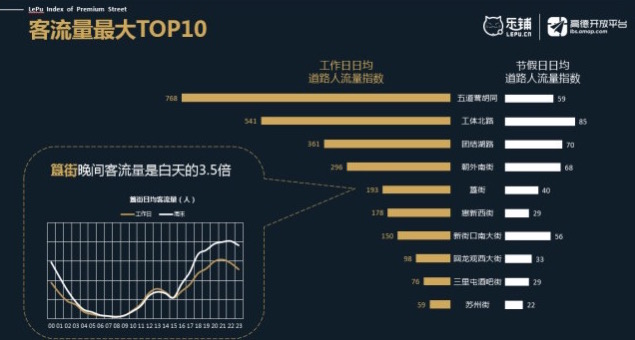 LePu Index of Premium Street
客流量最大TOP10
乐铺
LEPU.CN
高德开放平台
lbs.amap.com
工作日日均
道路人流量指数
节假日日均
道路人流量指数
768 五道营胡同 59
541 工体北路 85
361 团结湖路 70
296 朝外南街 68
193 簋街 40
178 惠新西街 29
150 新街口南大街 56
98 回龙观西大街 33
76 三里屯酒吧街 29
59 苏州街 22
簋街晚间客流量是白天的3.5倍
簋街日均客流量（人）
工作日 周末
00 01 02 03 04 05 06 07 08 09 10 11 12 13 14 15 16 17 18 19 20 21 22 23